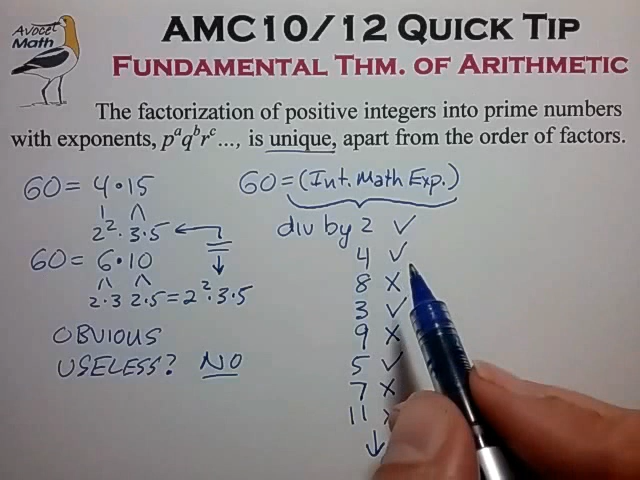 Avocet
Math
AMC10/12 QUICK TIP
FUNDAMENTAL THM. OF ARITHMETIC
The factorization of positive integers into prime numbers
with exponents, pᵃqᵇrᶜ..., is unique, apart from the order of factors.
60 = 4·15
2²·3·5
60 = 6·10
2·3 2·5 = 2²·3·5
OBVIOUS
USELESS? NO
60 = (Int. Math Exp.)
div by 2 ✓
4 ✓
8 ✗
3 ✓
9 ✗
5 ✓
7 ✗
11 ✗